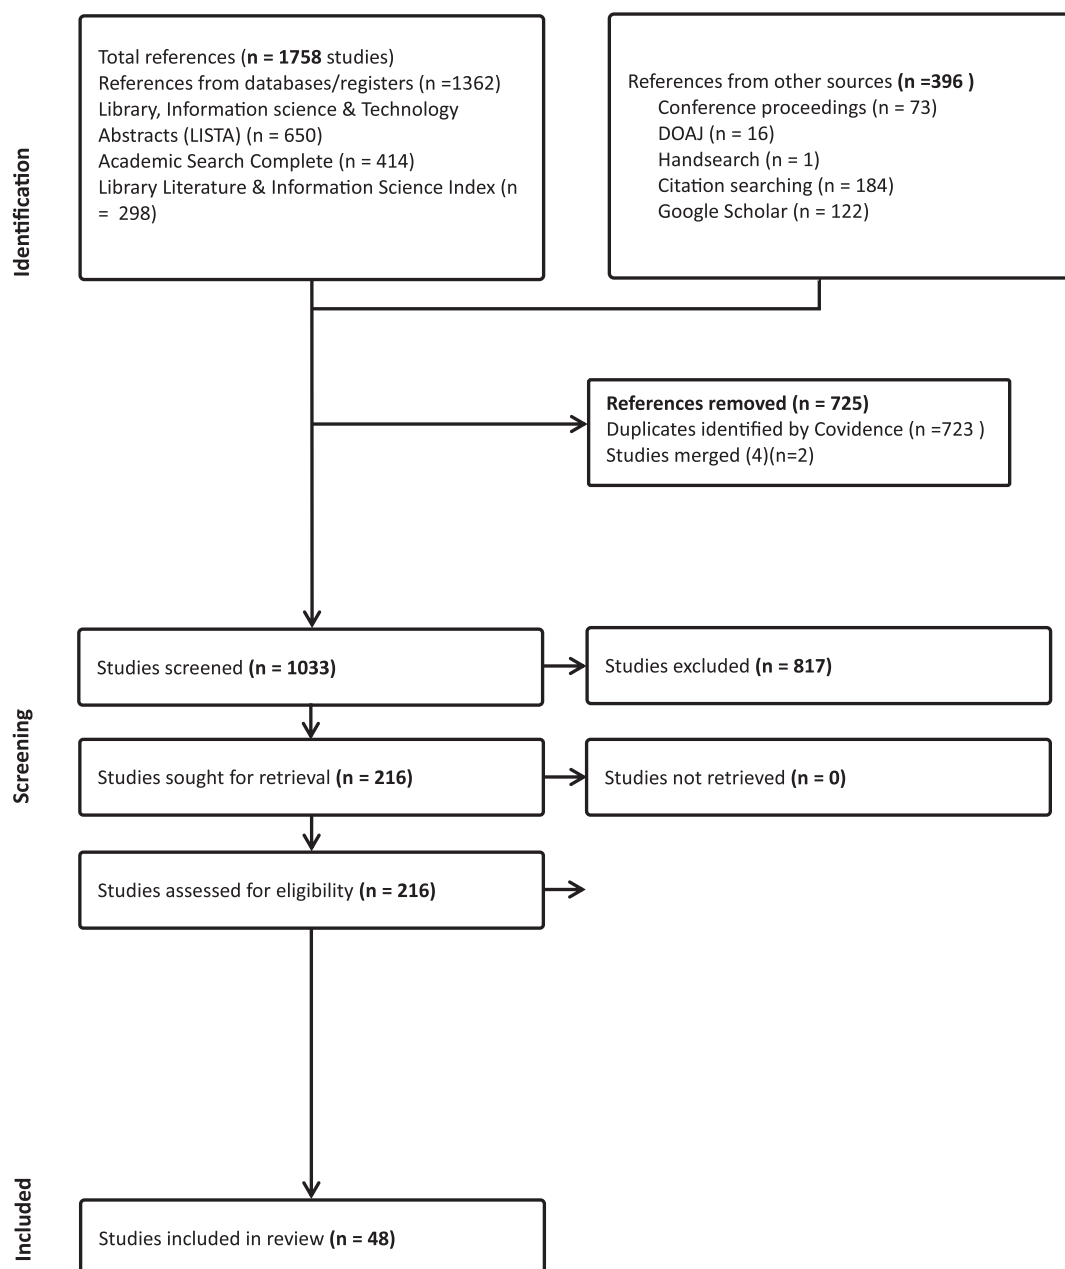 Identification
Total references (n = 1758 studies)
References from databases/registers (n =1362)
Library, Information science & Technology
Abstracts (LISTA) (n = 650)
Academic Search Complete (n = 414)
Library Literature & Information Science Index (n
= 298)
References from other sources (n =396 )
Conference proceedings (n = 73)
DOAJ (n = 16)
Handsearch (n = 1)
Citation searching (n = 184)
Google Scholar (n = 122)
References removed (n = 725)
Duplicates identified by Covidence (n =723 )
Studies merged (4)(n=2)
Screening
Studies screened (n = 1033)
Studies excluded (n = 817)
Studies sought for retrieval (n = 216)
Studies not retrieved (n = 0)
Studies assessed for eligibility (n = 216)
Included
Studies included in review (n = 48)